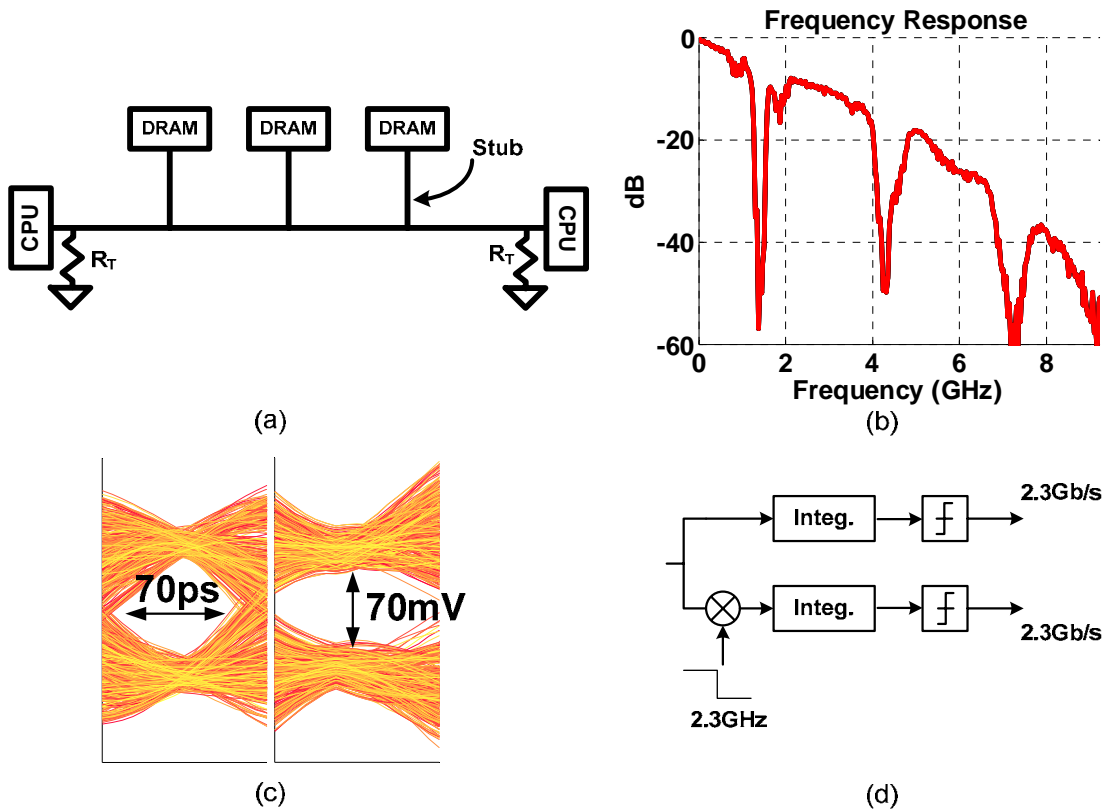 DRAM
DRAM
DRAM
Stub
CPU
CPU
RT
RT
(a)
Frequency Response
0
-20
-40
-60
dB
0
2
4
6
8
Frequency (GHz)
(b)
70ps
70mV
(c)
Integ.
2.3Gb/s
Integ.
2.3Gb/s
2.3GHz
(d)